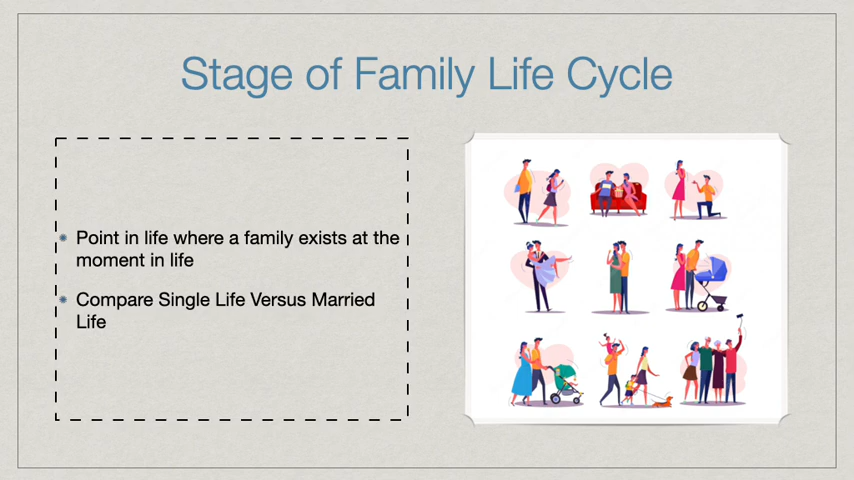 Stage of Family Life Cycle
Point in life where a family exists at the
moment in life
Compare Single Life Versus Married
Life